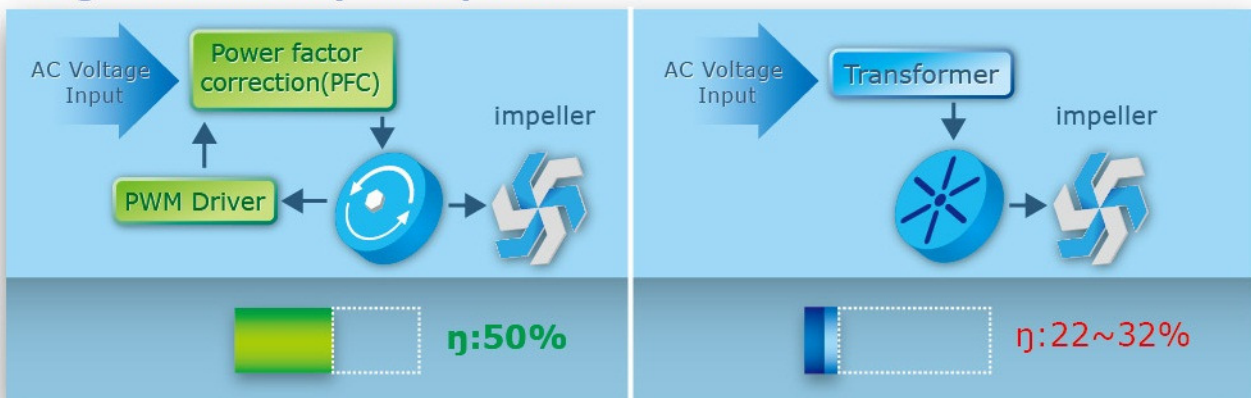 AC Voltage
Input
Power factor
correction(PFC)
PWM Driver
impeller
ŋ:50%
AC Voltage
Input
Transformer
impeller
ŋ:22~32%